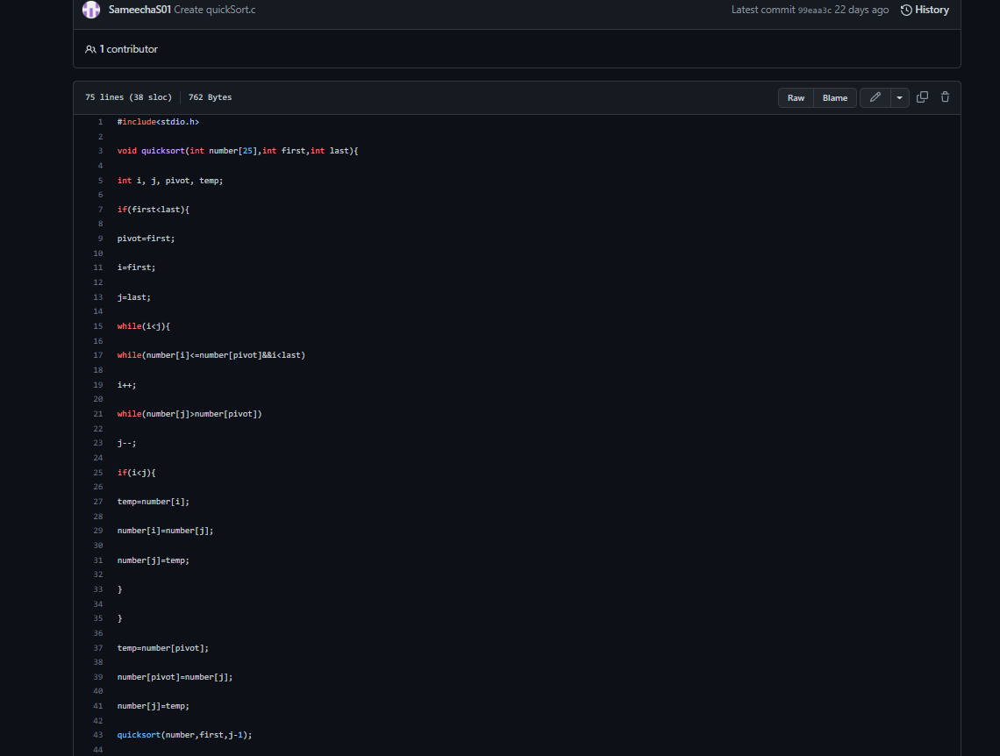 SameechaS01 Create quickSort.c Latest commit 99eaa3c 22 days ago History
1 contributor
75 lines (38 sloc) 762 Bytes Raw Blame
1 #include<stdio.h>
2
3 void quicksort(int number[25],int first,int last){
4
5 int i, j, pivot, temp;
6
7 if(first<last){
8
9 pivot=first;
10
11 i=first;
12
13 j=last;
14
15 while(i<j){
16
17 while(number[i]<=number[pivot]&&i<last)
18
19 i++;
20
21 while(number[j]>number[pivot])
22
23 j--;
24
25 if(i<j){
26
27 temp=number[i];
28
29 number[i]=number[j];
30
31 number[j]=temp;
32
33 }
34
35 }
36
37 temp=number[pivot];
38
39 number[pivot]=number[j];
40
41 number[j]=temp;
42
43 quicksort(number,first,j-1);
44